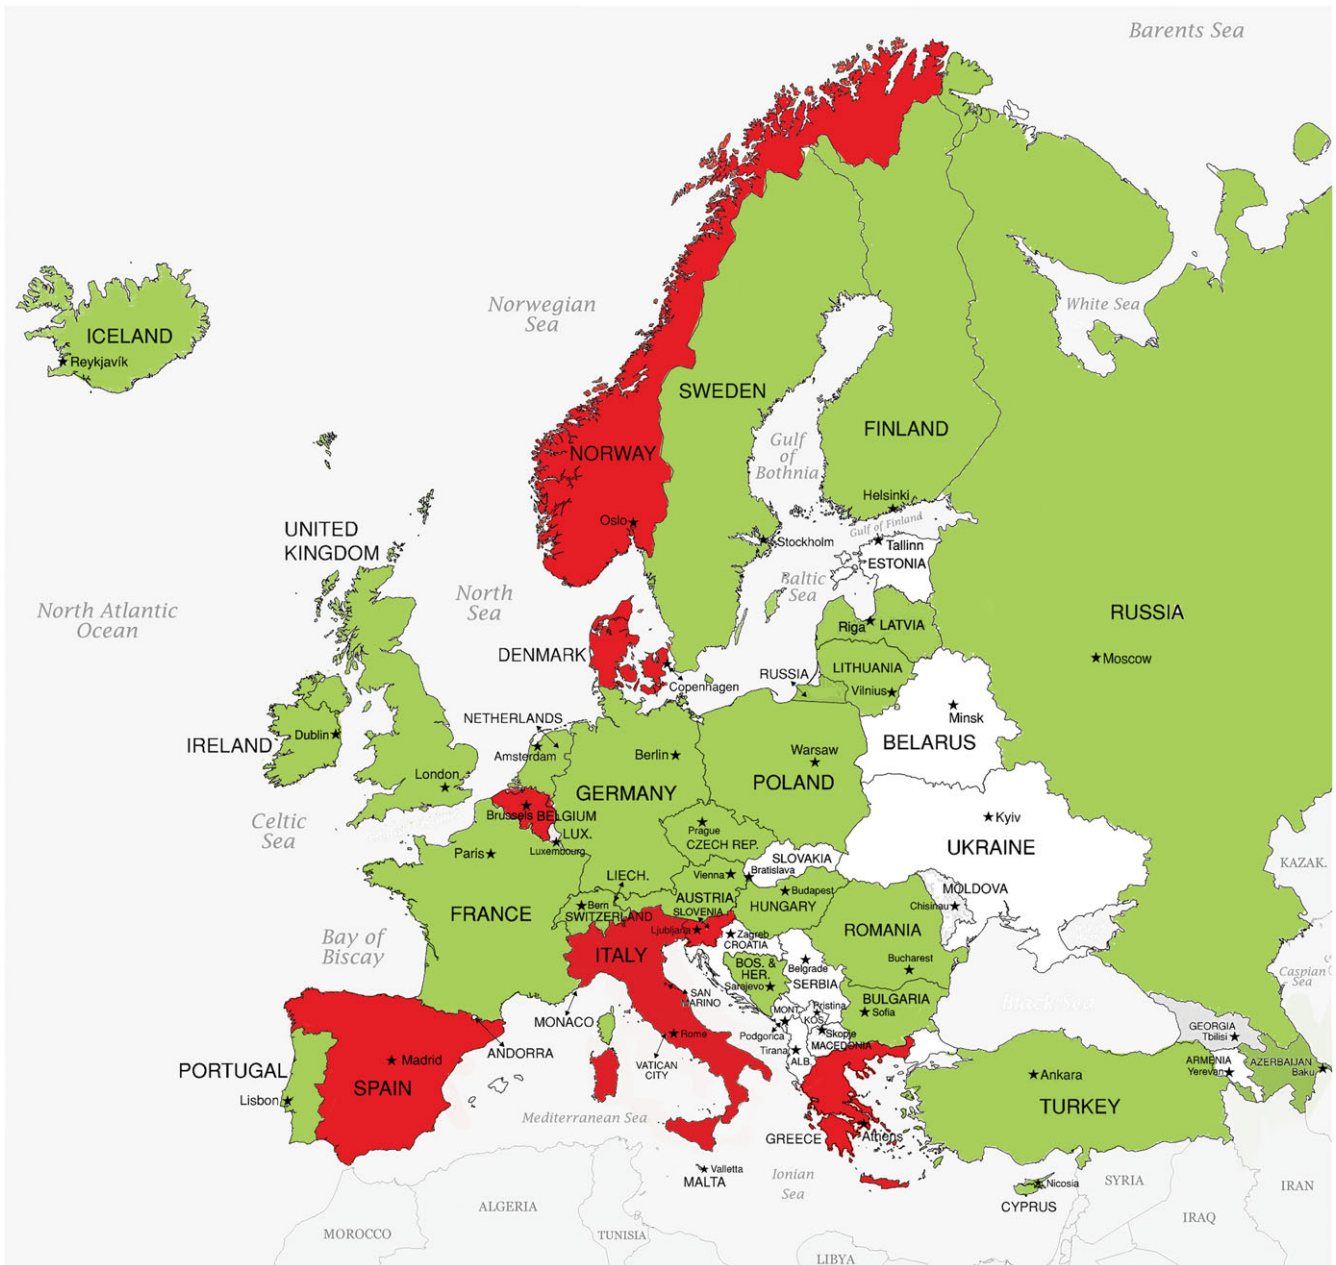 Barents Sea
Norwegian
Sea
White Sea
ICELAND
Reykjavík
SWEDEN
NORWAY
FINLAND
Gulf
of
Bothnia
Helsinki
Oslo
Gulf of Finland
Stockholm
Tallinn
ESTONIA
UNITED
KINGDOM
North Atlantic
Ocean
North
Sea
Baltic
Sea
RUSSIA
Riga
LATVIA
DENMARK
Copenhagen
RUSSIA
LITHUANIA
Vilnius
Moscow
NETHERLANDS
Minsk
BELARUS
IRELAND
Dublin
Amsterdam
Berlin
Warsaw
POLAND
London
GERMANY
Celtic
Sea
Brussels
BELGIUM
LUX.
Luxembourg
Prague
CZECH REP.
Kyiv
UKRAINE
Paris
SLOVAKIA
Bratislava
KAZAK.
LIECH.
Vienna
AUSTRIA
Budapest
HUNGARY
MOLDOVA
Chisinau
Bern
SWITZERLAND
SLOVENIA
Ljubljana
FRANCE
Bay of
Biscay
ITALY
Zagreb
CROATIA
ROMANIA
Bucharest
BOS. &
HER.
Sarajevo
Belgrade
SERBIA
Caspian
Sea
SAN
MARINO
BULGARIA
Sofia
Black Sea
MONACO
MONT.
Pristina
KOS.
Podgorica
Skopje
MACEDONIA
GEORGIA
Tbilisi
Rome
VATICAN
CITY
Tirana
ALB.
ANDORRA
Madrid
SPAIN
PORTUGAL
Lisbon
ARMENIA
Yerevan
AZERBAIJAN
Baku
Ankara
TURKEY
Mediterranean Sea
GREECE
Athens
Valletta
MALTA
Ionian
Sea
Nicosia
CYPRUS
SYRIA
IRAN
IRAQ
ALGERIA
MOROCCO
TUNISIA
LIBYA